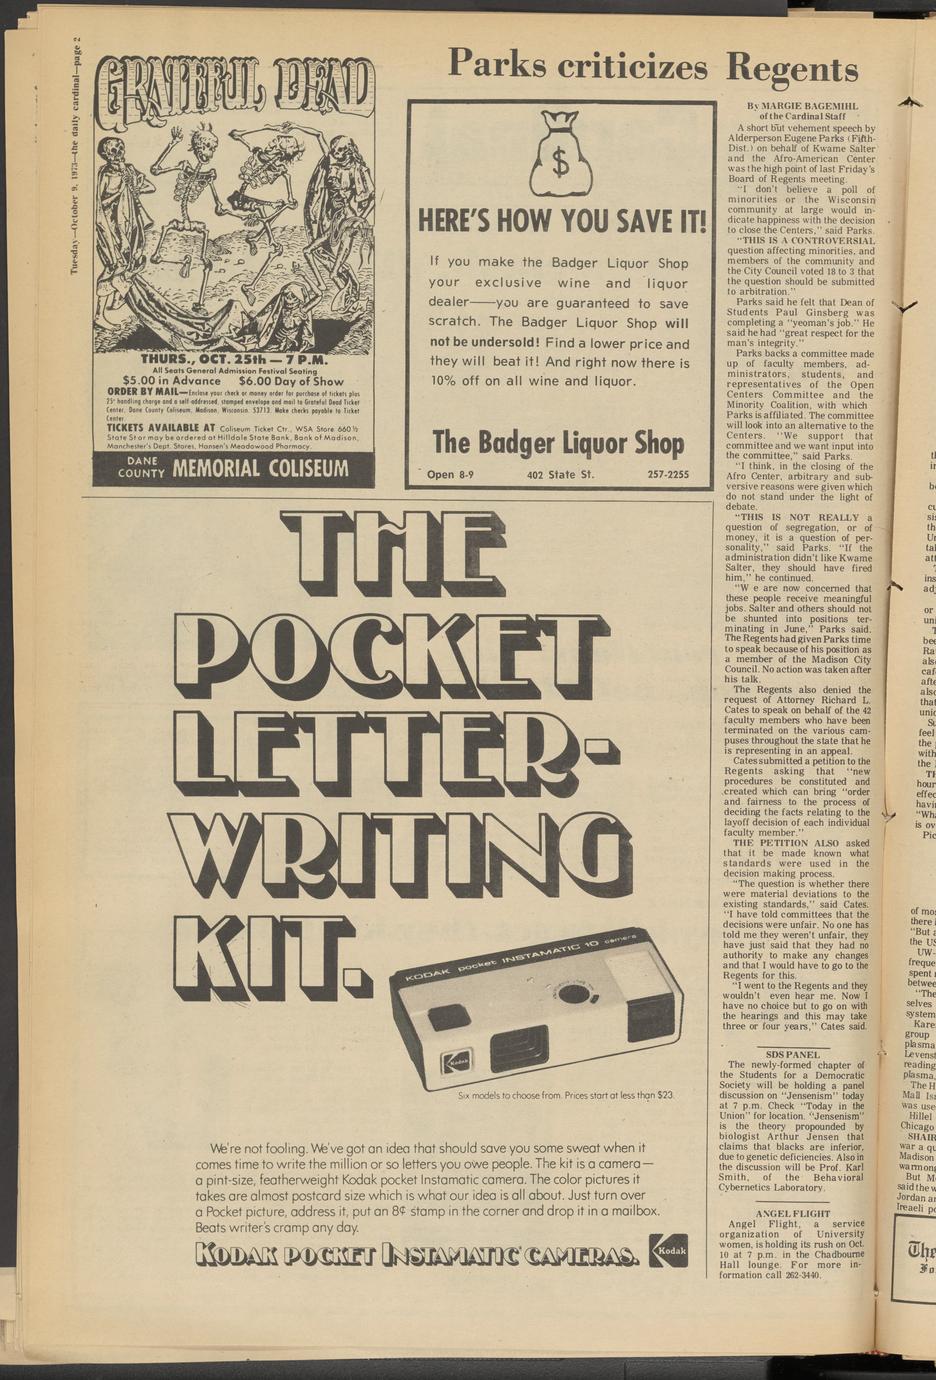 Tuesday—October 9, 1973—the daily cardinal—page 2
GRATEFUL DEAD
THURS., OCT. 25th — 7 P.M.
All Seats General Admission Festival Seating
$5.00 in Advance $6.00 Day of Show
ORDER BY MAIL—Enclose your check or money order for purchase of tickets plus
25¢ handling charge and a self-addressed, stamped envelope and mail to Grateful Dead Ticket
Center, Dane County Coliseum, Madison, Wisconsin. 53713. Make checks payable to Ticket
Center.
TICKETS AVAILABLE AT Coliseum Ticket Ctr., WSA Store 660½
State St or may be ordered at Hilldale State Bank, Bank of Madison,
Manchester's Dept. Stores, Hansen's Meadowood Pharmacy.
DANE
COUNTY MEMORIAL COLISEUM
$
HERE'S HOW YOU SAVE IT!
If you make the Badger Liquor Shop
your exclusive wine and liquor
dealer——you are guaranteed to save
scratch. The Badger Liquor Shop will
not be undersold! Find a lower price and
they will beat it! And right now there is
10% off on all wine and liquor.
The Badger Liquor Shop
Open 8-9 402 State St. 257-2255
THE
POCKET
LETTER-
WRITING
KIT.
KODAK pocket INSTAMATIC 10 camera
Kodak
Six models to choose from. Prices start at less than $23.
We're not fooling. We've got an idea that should save you some sweat when it
comes time to write the million or so letters you owe people. The kit is a camera—
a pint-size, featherweight Kodak pocket Instamatic camera. The color pictures it
takes are almost postcard size which is what our idea is all about. Just turn over
a Pocket picture, address it, put an 8¢ stamp in the corner and drop it in a mailbox.
Beats writer's cramp any day.
KODAK POCKET INSTAMATIC CAMERAS.
Kodak
Parks criticizes Regents
By MARGIE BAGEMIHL
of the Cardinal Staff
A short but vehement speech by
Alderperson Eugene Parks (Fifth-
Dist.) on behalf of Kwame Salter
and the Afro-American Center
was the high point of last Friday's
Board of Regents meeting.
"I don't believe a poll of
minorities or the Wisconsin
community at large would in-
dicate happiness with the decision
to close the Centers," said Parks.
"THIS IS A CONTROVERSIAL
question affecting minorities, and
members of the community and
the City Council voted 18 to 3 that
the question should be submitted
to arbitration."
Parks said he felt that Dean of
Students Paul Ginsberg was
completing a "yeoman's job." He
said he had "great respect for the
man's integrity."
Parks backs a committee made
up of faculty members, ad-
ministrators, students, and
representatives of the Open
Centers Committee and the
Minority Coalition, with which
Parks is affiliated. The committee
will look into an alternative to the
Centers. "We support that
committee and we want input into
the committee," said Parks.
"I think, in the closing of the
Afro Center, arbitrary and sub-
versive reasons were given which
do not stand under the light of
debate.
"THIS IS NOT REALLY a
question of segregation, or of
money, it is a question of per-
sonality," said Parks. "If the
administration didn't like Kwame
Salter, they should have fired
him," he continued.
"We are now concerned that
these people receive meaningful
jobs. Salter and others should not
be shunted into positions ter-
minating in June," Parks said.
The Regents had given Parks time
to speak because of his position as
a member of the Madison City
Council. No action was taken after
his talk.
The Regents also denied the
request of Attorney Richard L.
Cates to speak on behalf of the 42
faculty members who have been
terminated on the various cam-
puses throughout the state that he
is representing in an appeal.
Cates submitted a petition to the
Regents asking that "new
procedures be constituted and
created which can bring "order
and fairness to the process of
deciding the facts relating to the
layoff decision of each individual
faculty member."
THE PETITION ALSO asked
that it be made known what
standards were used in the
decision making process.
"The question is whether there
were material deviations to the
existing standards," said Cates.
"I have told committees that the
decisions were unfair. No one has
told me they weren't unfair, they
have just said that they had no
authority to make any changes
and that I would have to go to the
Regents for this.
"I went to the Regents and they
wouldn't even hear me. Now I
have no choice but to go on with
the hearings and this may take
three or four years," Cates said.
SDS PANEL
The newly-formed chapter of
the Students for a Democratic
Society will be holding a panel
discussion on "Jensenism" today
at 7 p.m. Check "Today in the
Union" for location. "Jensenism"
is the theory propounded by
biologist Arthur Jensen that
claims that blacks are inferior,
due to genetic deficiencies. Also in
the discussion will be Prof. Karl
Smith, of the Behavioral
Cybernetics Laboratory.
ANGEL FLIGHT
Angel Flight, a service
organization of University
women, is holding its rush on Oct.
10 at 7 p.m. in the Chadbourne
Hall lounge. For more in-
formation call 262-3440.